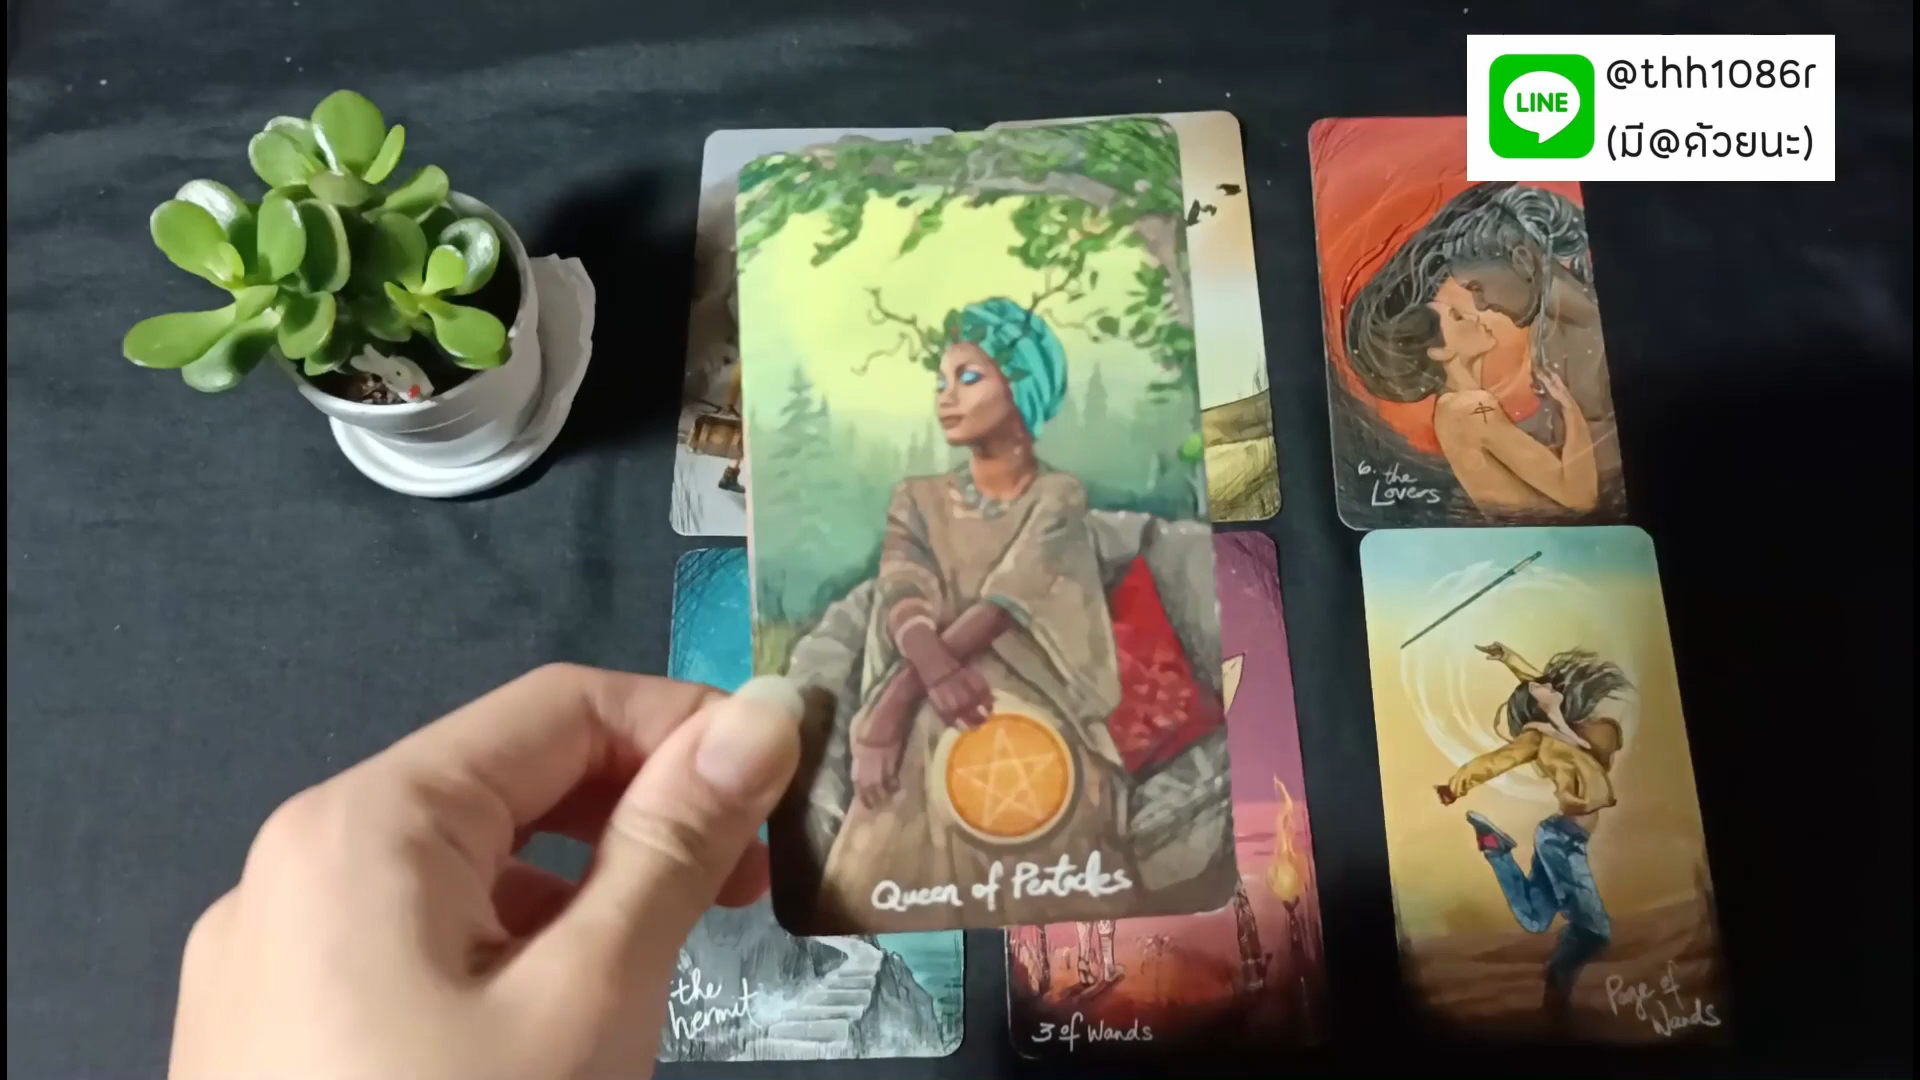 LINE
@thh1086r
(มี@ด้วยนะ)
6.
the
Lovers
Queen of Pentacles
the
hermit
3 of Wands
Page of
Wands